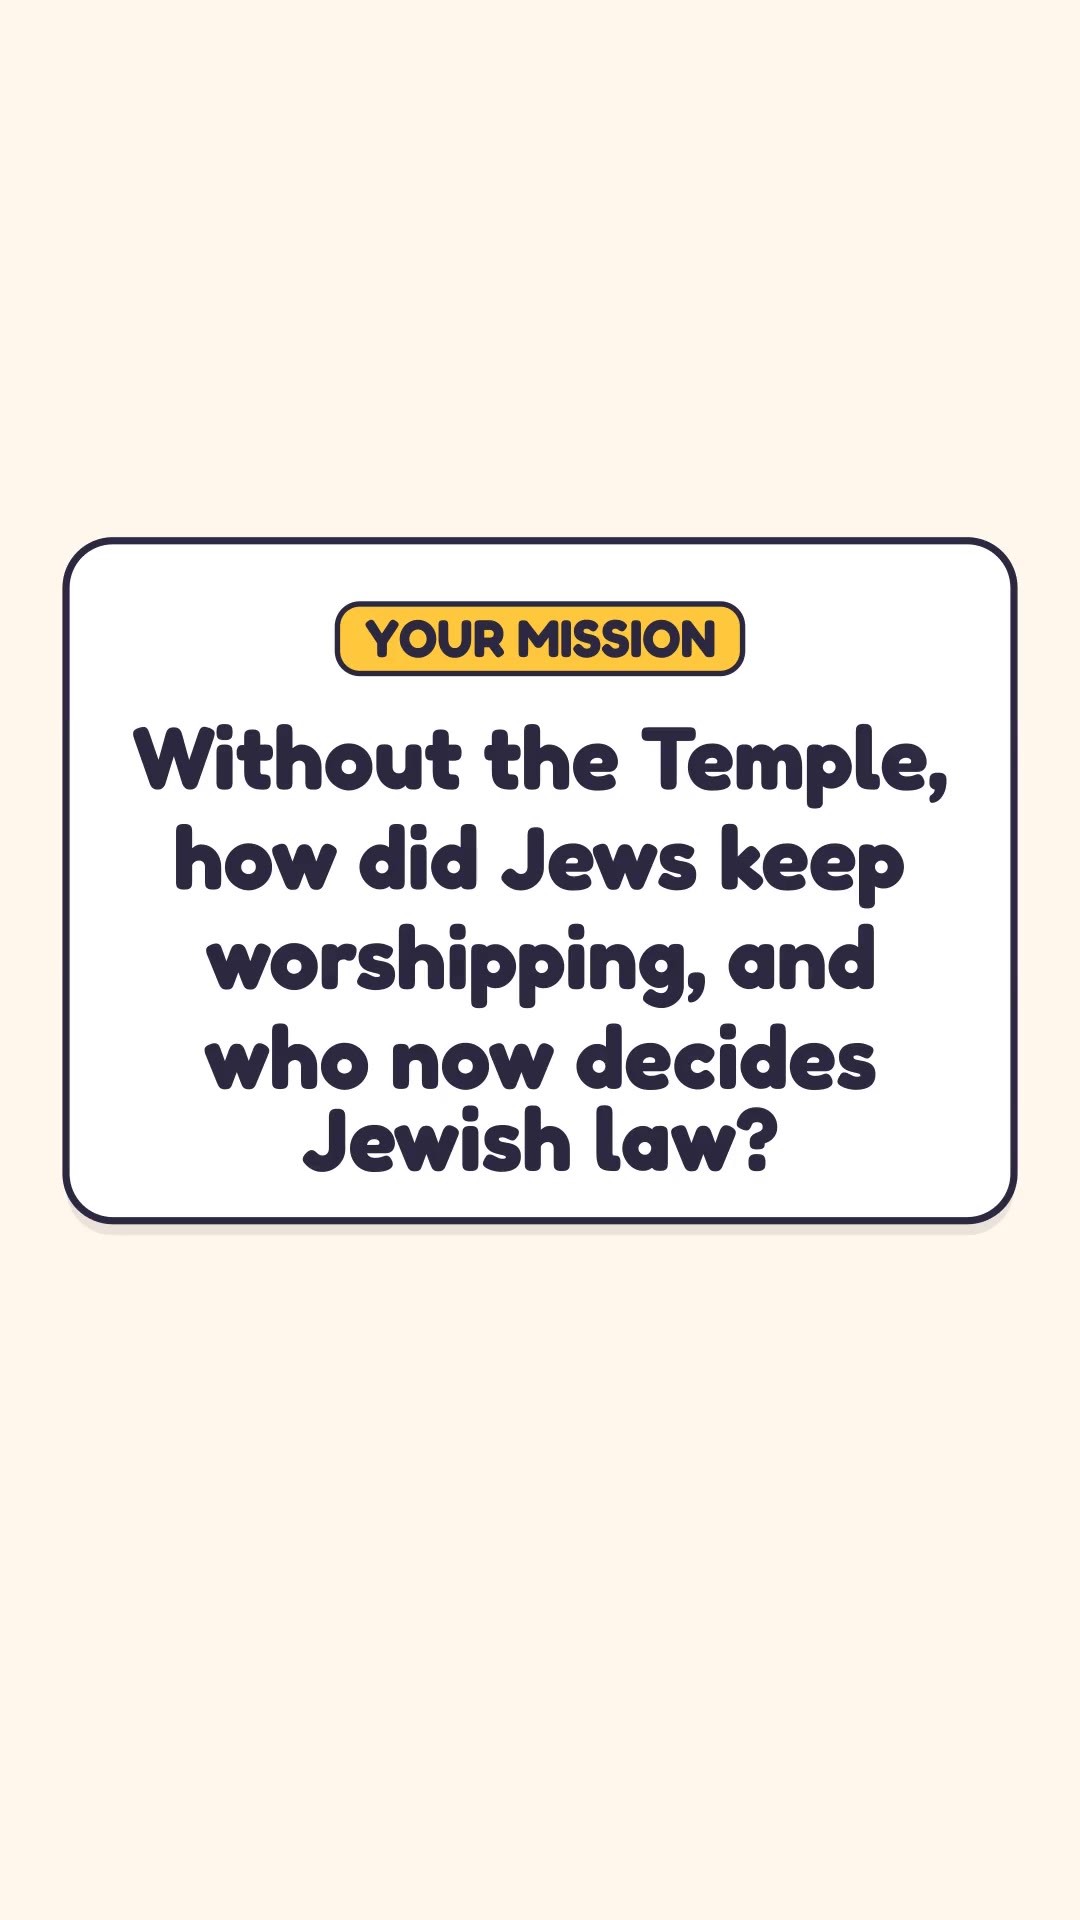 YOUR MISSION
Without the Temple,
how did Jews keep
worshipping, and
who now decides
Jewish law?